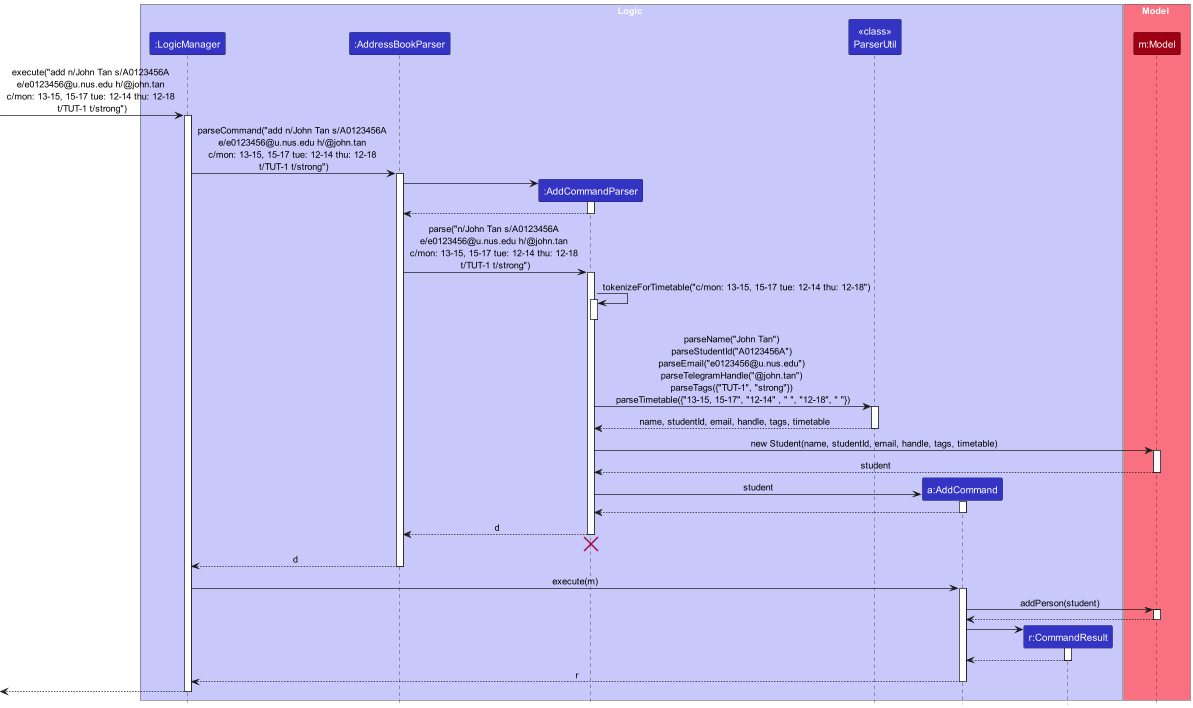 Logic
Model
«class»
ParserUtil
:LogicManager
:AddressBookParser
m:Model
execute("add n/John Tan s/A0123456A
e/e0123456@u.nus.edu h/@john.tan
c/mon: 13-15, 15-17 tue: 12-14 thu: 12-18
t/TUT-1 t/strong")
parseCommand("add n/John Tan s/A0123456A
e/e0123456@u.nus.edu h/@john.tan
c/mon: 13-15, 15-17 tue: 12-14 thu: 12-18
t/TUT-1 t/strong")
:AddCommandParser
parse("n/John Tan s/A0123456A
e/e0123456@u.nus.edu h/@john.tan
c/mon: 13-15, 15-17 tue: 12-14 thu: 12-18
t/TUT-1 t/strong")
tokenizeForTimetable("c/mon: 13-15, 15-17 tue: 12-14 thu: 12-18")
parseName("John Tan")
parseStudentId("A0123456A")
parseEmail("e0123456@u.nus.edu")
parseTelegramHandle("@john.tan")
parseTags({"TUT-1", "strong"})
parseTimetable({"13-15, 15-17", "12-14" , " ", "12-18", " "})
name, studentId, email, handle, tags, timetable
new Student(name, studentId, email, handle, tags, timetable)
student
student
a:AddCommand
d
d
execute(m)
addPerson(student)
r:CommandResult
r